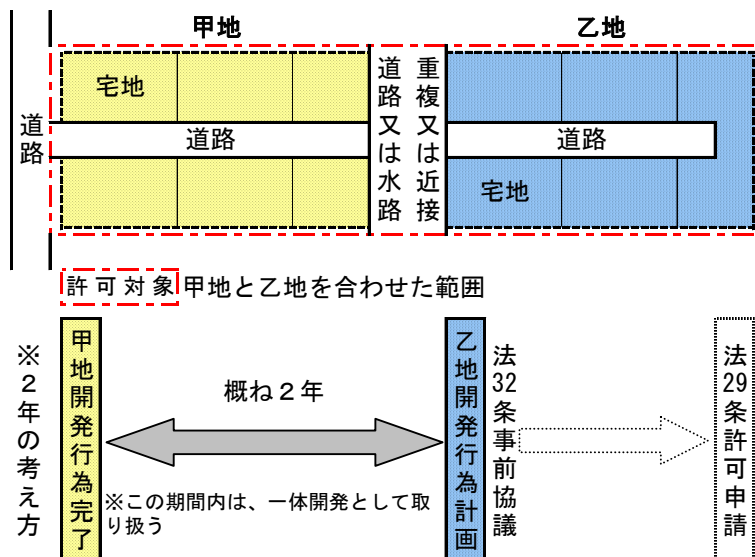 甲地
乙地
道路
宅地
道路
道路又は水路
重複又は近接
道路
宅地
許可対象 甲地と乙地を合わせた範囲
※２年の考え方
甲地開発行為完了
概ね２年
※この期間内は、一体開発として取
り扱う
乙地開発行為計画
法32条事前協議
法29条許可申請